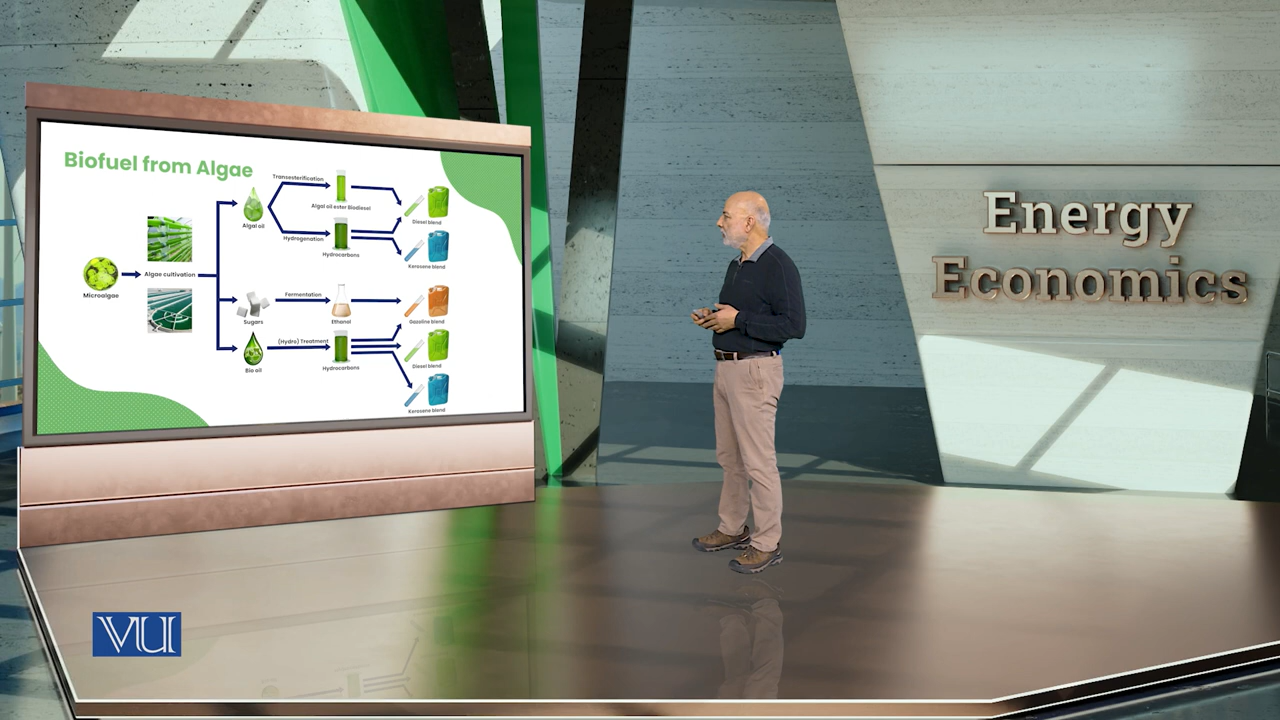 Biofuel from Algae
Microalgae
Algae cultivation
Algal oil
Transesterification
Algal oil ester Biodiesel
Hydrogenation
Hydrocarbons
Diesel blend
Kerosene blend
Sugars
Fermentation
Ethanol
Gazoline blend
Bio oil
(Hydro) Treatment
Hydrocarbons
Diesel blend
Kerosene blend
Energy
Economics
VU